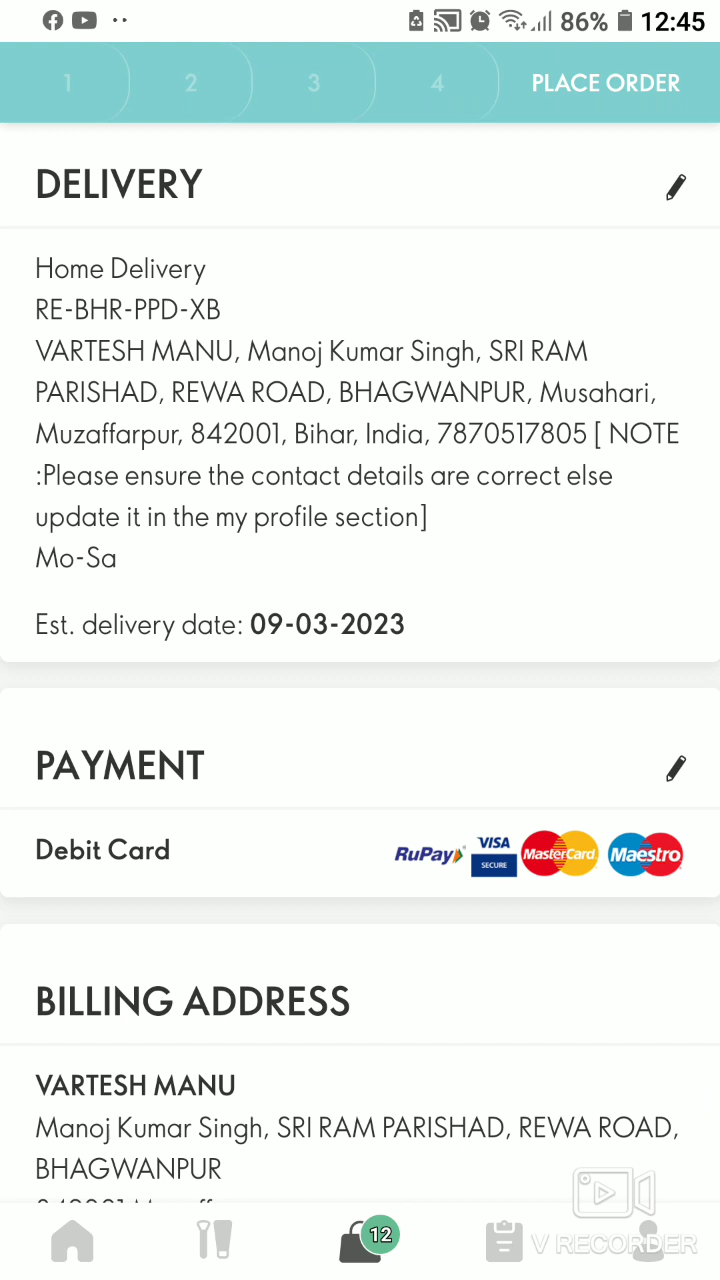 86% 12:45
1 2 3 4 PLACE ORDER
DELIVERY
Home Delivery
RE-BHR-PPD-XB
VARTESH MANU, Manoj Kumar Singh, SRI RAM
PARISHAD, REWA ROAD, BHAGWANPUR, Musahari,
Muzaffarpur, 842001, Bihar, India, 7870517805 [ NOTE
:Please ensure the contact details are correct else
update it in the my profile section]
Mo-Sa
Est. delivery date: 09-03-2023
PAYMENT
Debit Card RuPay VISA SECURE MasterCard Maestro
BILLING ADDRESS
VARTESH MANU
Manoj Kumar Singh, SRI RAM PARISHAD, REWA ROAD,
BHAGWANPUR
12
V RECORDER